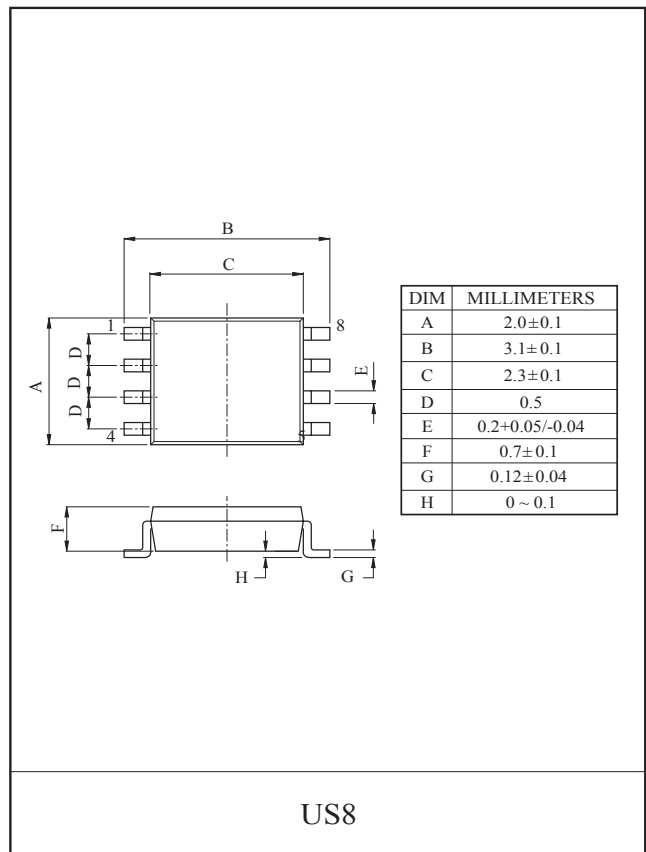 B
C
1
8
D
D
D
A
E
4
5
F
H
G
DIM MILLIMETERS
A 2.0±0.1
B 3.1±0.1
C 2.3±0.1
D 0.5
E 0.2+0.05/-0.04
F 0.7±0.1
G 0.12±0.04
H 0 ~ 0.1
US8